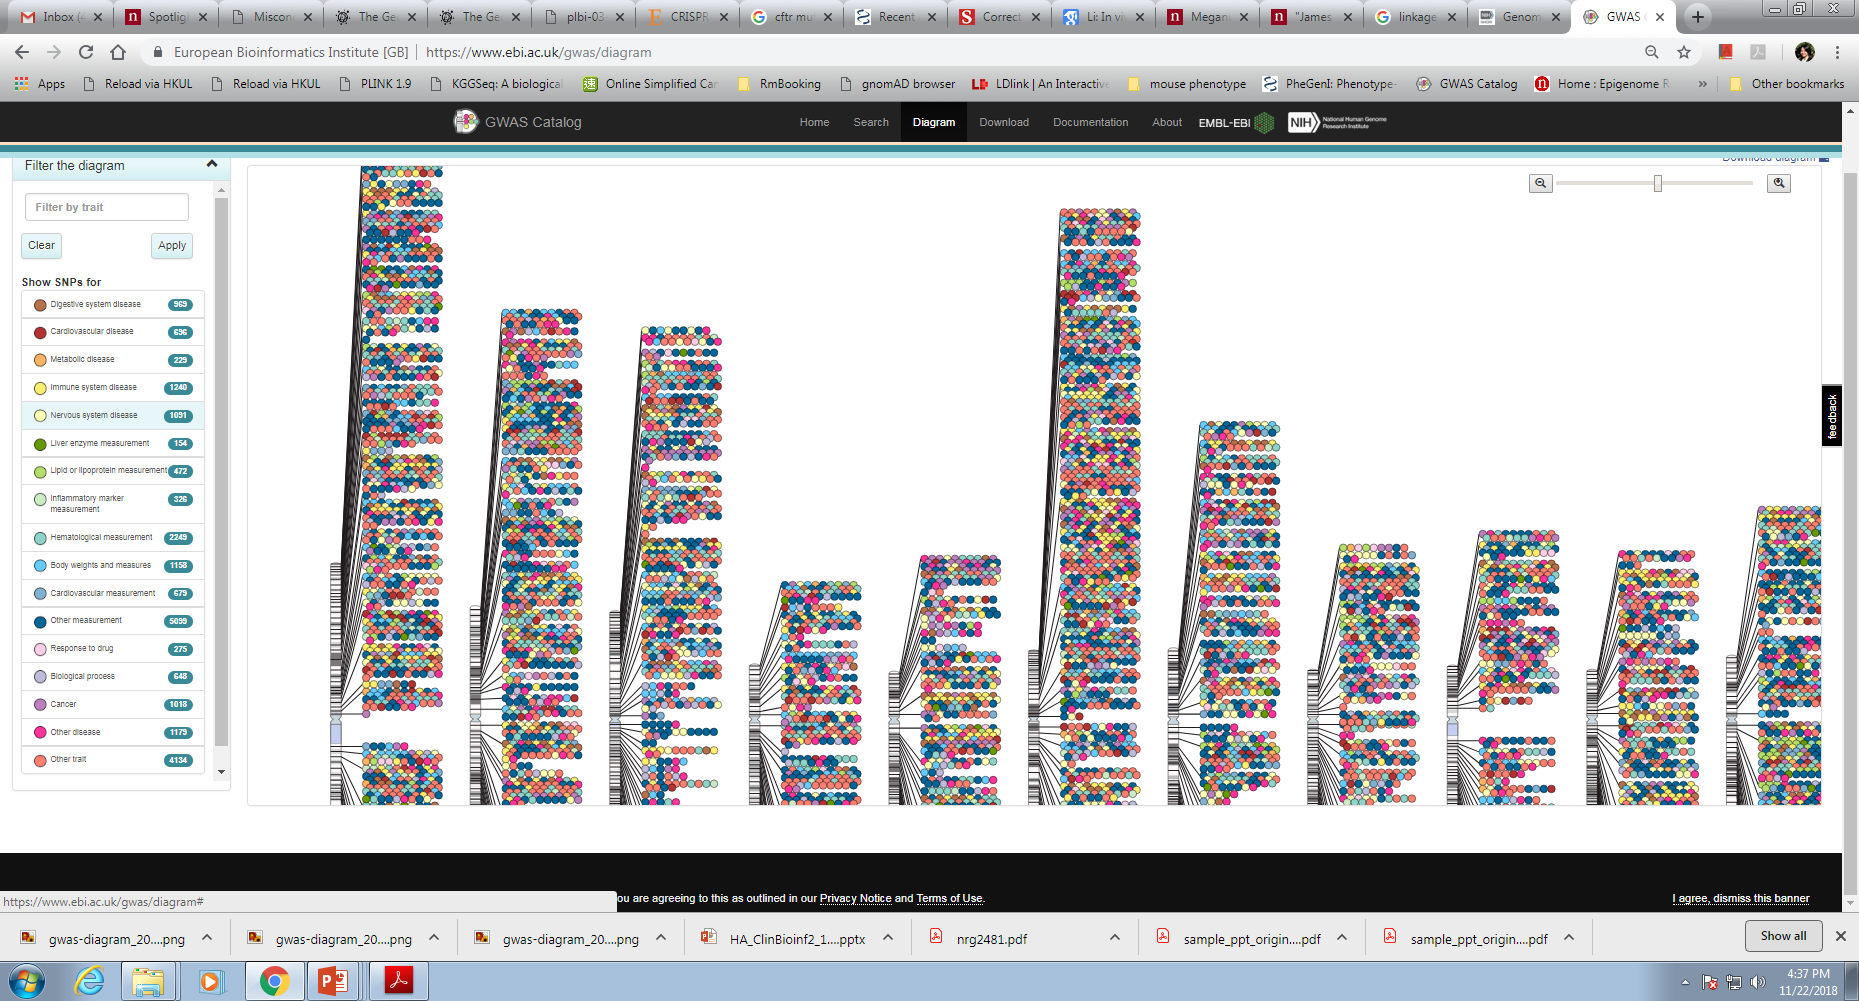 Inbox (4
Spotligh
Miscon
The Ge
The Ge
plbi-03
CRISPR
cftr mu
Recent
Correct
Li: In vi
Megan
"James
linkage
Genom
GWAS C
European Bioinformatics Institute [GB]
https://www.ebi.ac.uk/gwas/diagram
Apps
Reload via HKUL
Reload via HKUL
PLINK 1.9
KGGSeq: A biological
Online Simplified Car
RmBooking
gnomAD browser
LDlink | An Interactive
mouse phenotype
PheGenI: Phenotype-
GWAS Catalog
Home : Epigenome R
»
Other bookmarks
GWAS Catalog
Home
Search
Diagram
Download
Documentation
About
EMBL-EBI
NIH
National Human Genome
Research Institute
Filter the diagram
Download diagram
Filter by trait
Clear
Apply
Show SNPs for
Digestive system disease 969
Cardiovascular disease 696
Metabolic disease 229
Immune system disease 1240
Nervous system disease 1091
Liver enzyme measurement 154
Lipid or lipoprotein measurement 472
Inflammatory marker
measurement 326
Hematological measurement 2249
Body weights and measures 1158
Cardiovascular measurement 679
Other measurement 5099
Response to drug 275
Biological process 648
Cancer 1018
Other disease 1179
Other trait 4134
feedback
https://www.ebi.ac.uk/gwas/diagram#
ou are agreeing to this as outlined in our Privacy Notice and Terms of Use.
I agree, dismiss this banner
gwas-diagram_20....png
gwas-diagram_20....png
gwas-diagram_20....png
HA_ClinBioinf2_1....pptx
nrg2481.pdf
sample_ppt_origin....pdf
sample_ppt_origin....pdf
Show all
4:37 PM
11/22/2018